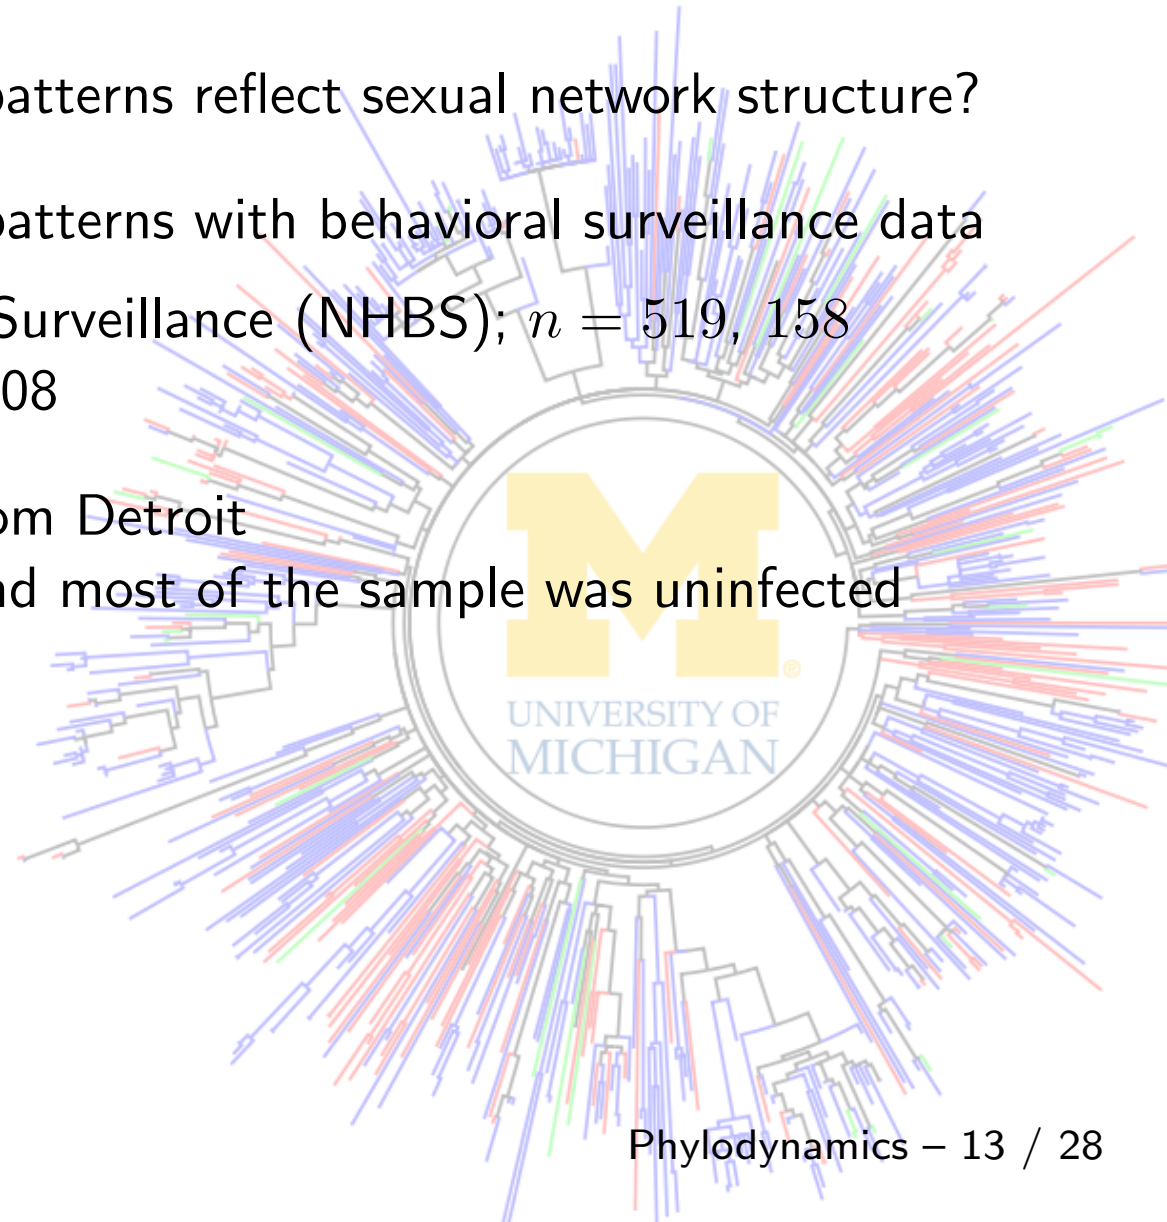 patterns reflect sexual network structure?
patterns with behavioral surveillance data
Surveillance (NHBS); n = 519, 158
08
om Detroit
nd most of the sample was uninfected
®
UNIVERSITY OF
MICHIGAN
Phylodynamics – 13 / 28